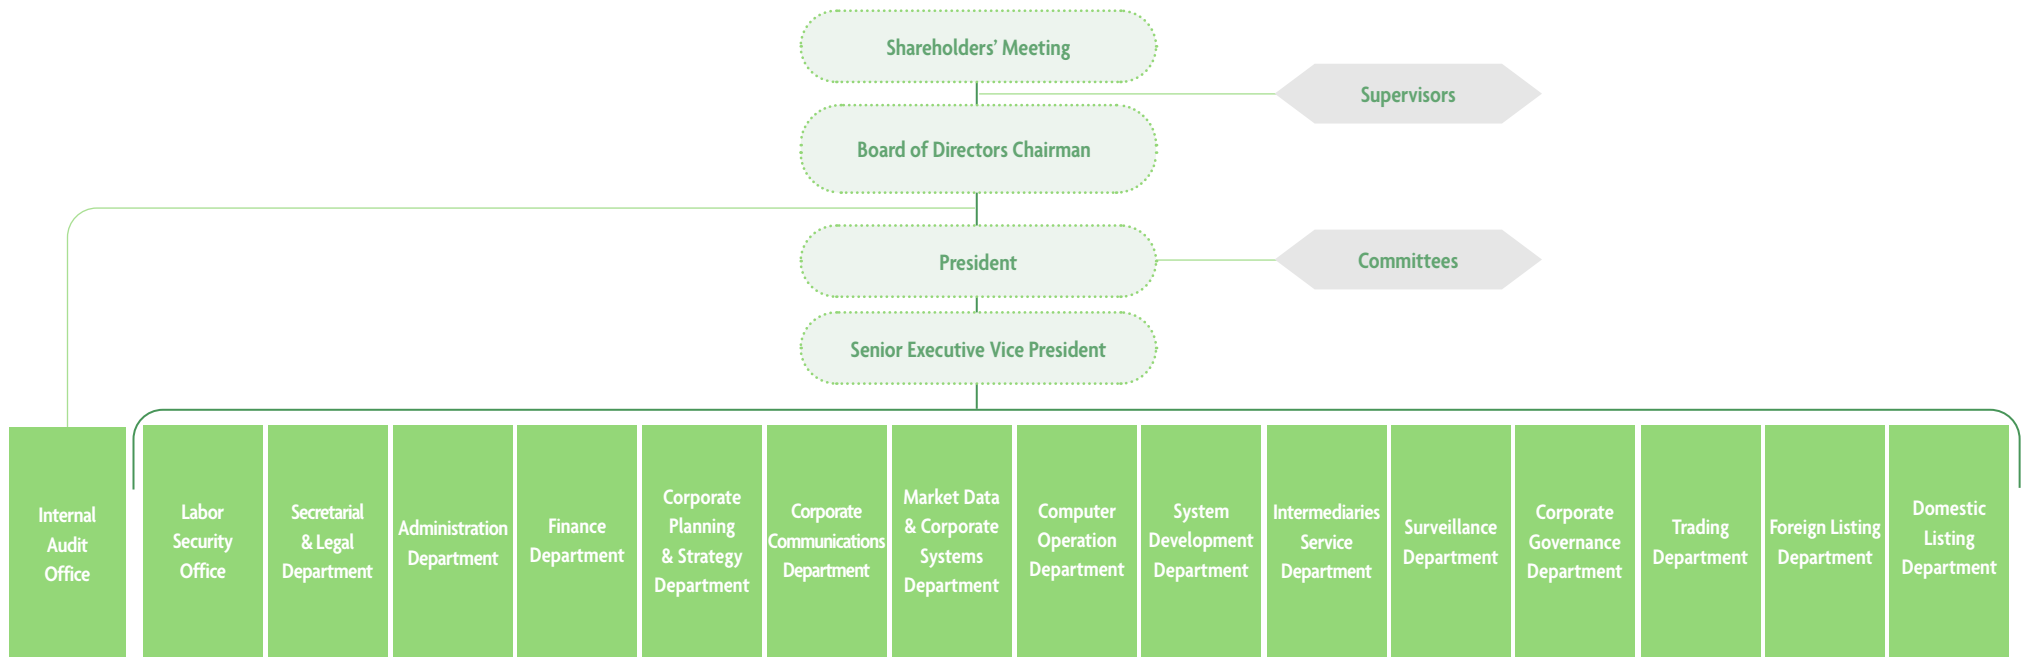 Shareholders’ Meeting
Supervisors
Board of Directors Chairman
President
Committees
Senior Executive Vice President
Internal
Audit
Office
Labor
Security
Office
Secretarial
& Legal
Department
Administration
Department
Finance
Department
Corporate
Planning
& Strategy
Department
Corporate
Communications
Department
Market Data
& Corporate
Systems
Department
Computer
Operation
Department
System
Development
Department
Intermediaries
Service
Department
Surveillance
Department
Corporate
Governance
Department
Trading
Department
Foreign Listing
Department
Domestic
Listing
Department